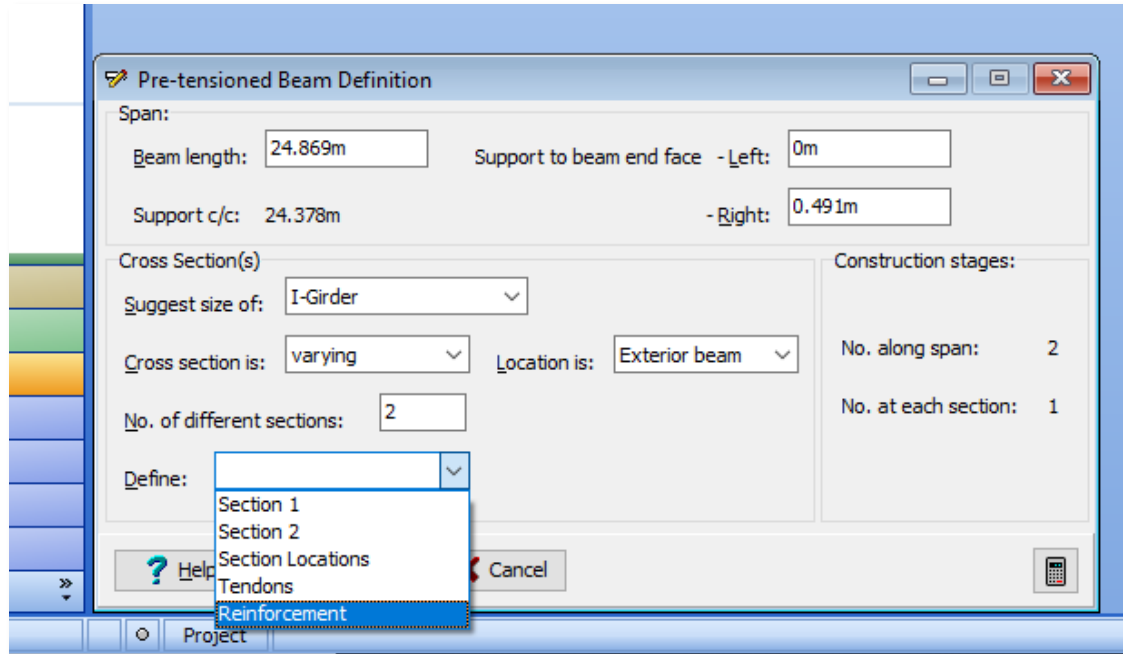 Pre-tensioned Beam Definition
Span:
Beam length: 24.869m Support to beam end face - Left: 0m
Support c/c: 24.378m - Right: 0.491m
Cross Section(s) Construction stages:
Suggest size of: I-Girder
Cross section is: varying Location is: Exterior beam No. along span: 2
No. of different sections: 2 No. at each section: 1
Define:
Section 1
Section 2
Section Locations
Tendons
Reinforcement
? Help Cancel
Project